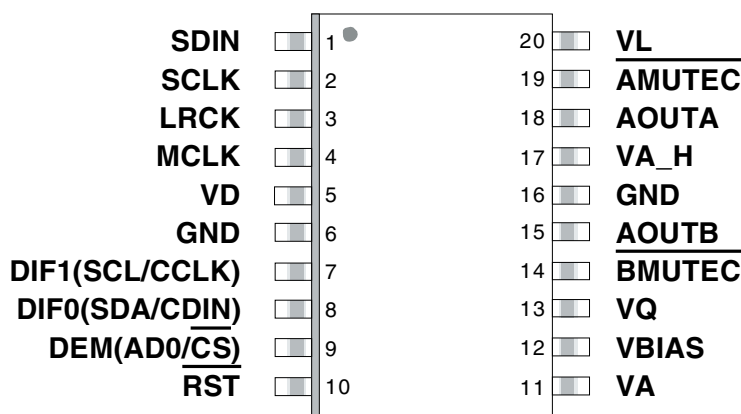 SDIN 1 20 VL
SCLK 2 19 AMUTEC
LRCK 3 18 AOUTA
MCLK 4 17 VA_H
VD 5 16 GND
GND 6 15 AOUTB
DIF1(SCL/CCLK) 7 14 BMUTEC
DIF0(SDA/CDIN) 8 13 VQ
DEM(AD0/CS) 9 12 VBIAS
RST 10 11 VA